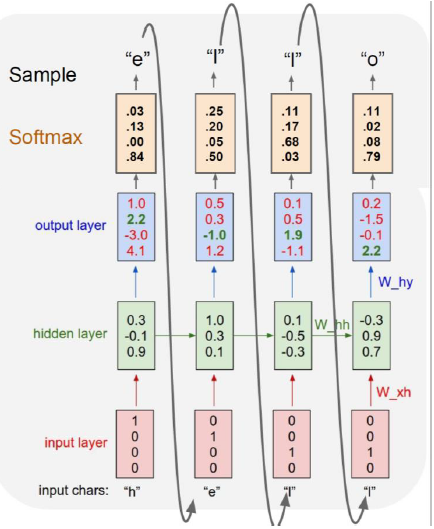 “e” “l” “l” “o”
Sample
.03 .25 .11 .11
.13 .20 .17 .02
Softmax
.00 .05 .68 .08
.84 .50 .03 .79
1.0 0.5 0.1 0.2
2.2 0.3 0.5 -1.5
output layer
-3.0 -1.0 1.9 -0.1
4.1 1.2 -1.1 2.2
W_hy
0.3 1.0 0.1 -0.3
hidden layer -0.1 0.3 -0.5 W_hh 0.9
0.9 0.1 -0.3 0.7
W_xh
1 0 0 0
0 1 0 0
input layer
0 0 1 1
0 0 0 0
input chars: “h” “e” “l” “l”